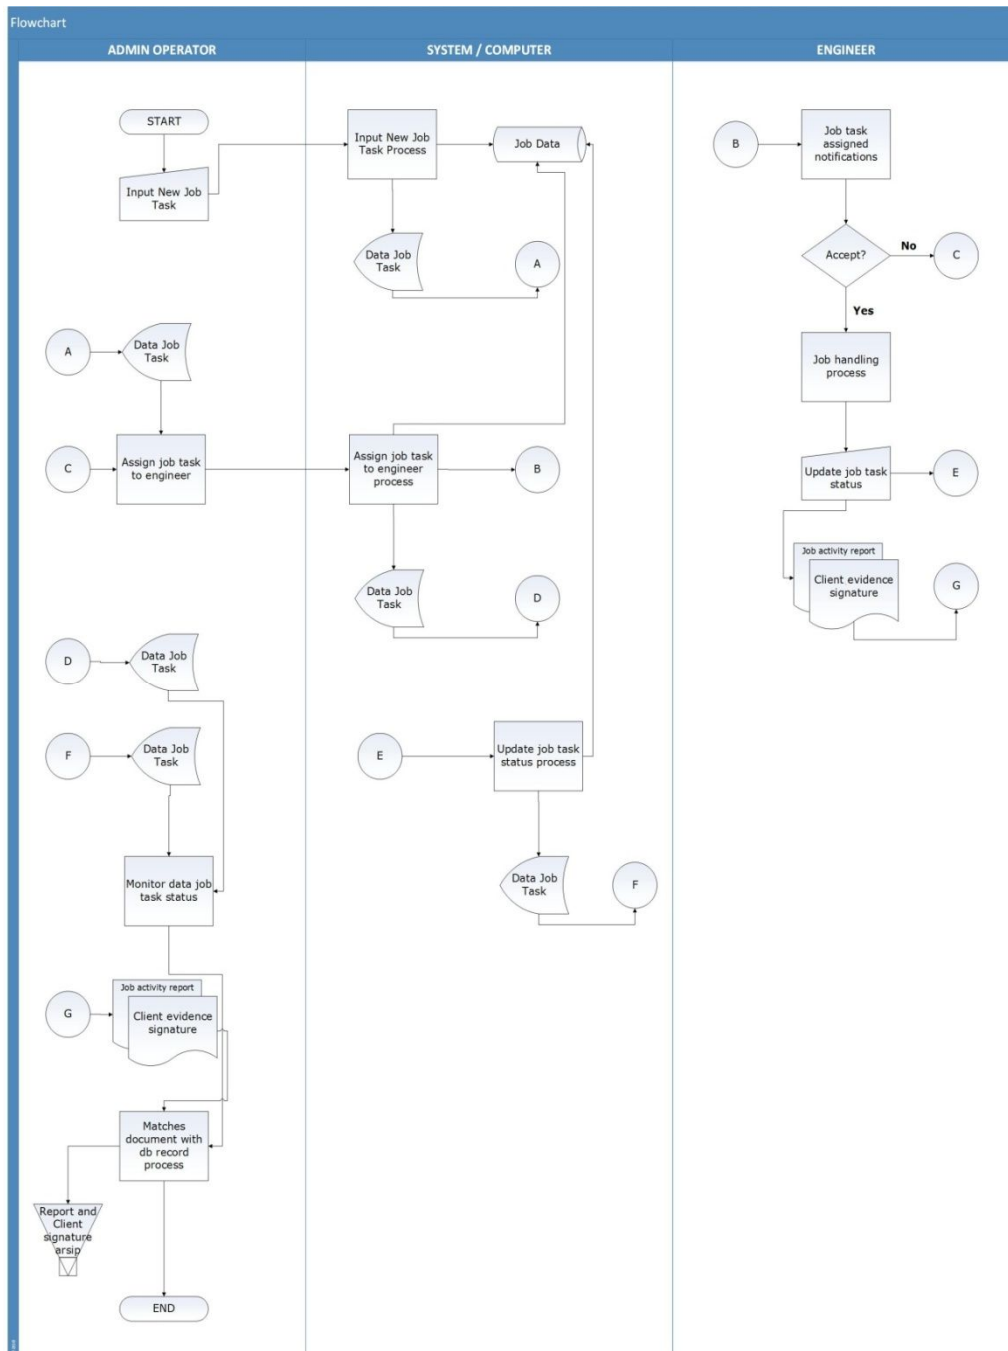 Flowchart
ADMIN OPERATOR
SYSTEM / COMPUTER
ENGINEER
START
Input New Job
Task
A
Data Job
Task
C
Assign job task
to engineer
D
Data Job
Task
F
Data Job
Task
Monitor data job
task status
G
Job activity report
Client evidence
signature
Matches
document with
db record
process
Report and
Client
signature
arsip
END
Input New Job
Task Process
Job Data
Data Job
Task
A
Assign job task
to engineer
process
B
Data Job
Task
D
E
Update job task
status process
Data Job
Task
F
B
Job task
assigned
notifications
Accept?
No
C
Yes
Job handling
process
Update job task
status
E
Job activity report
Client evidence
signature
G